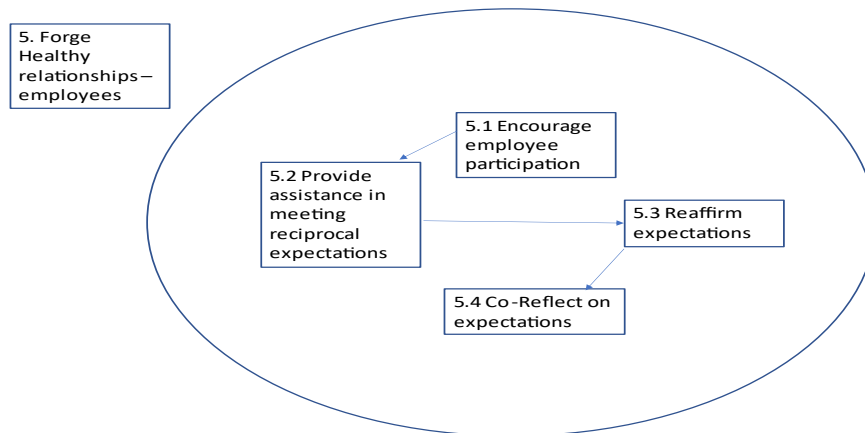 5. Forge
Healthy
relationships–
employees
5.1 Encourage
employee
participation
5.2 Provide
assistance in
meeting
reciprocal
expectations
5.3 Reaffirm
expectations
5.4 Co-Reflect on
expectations